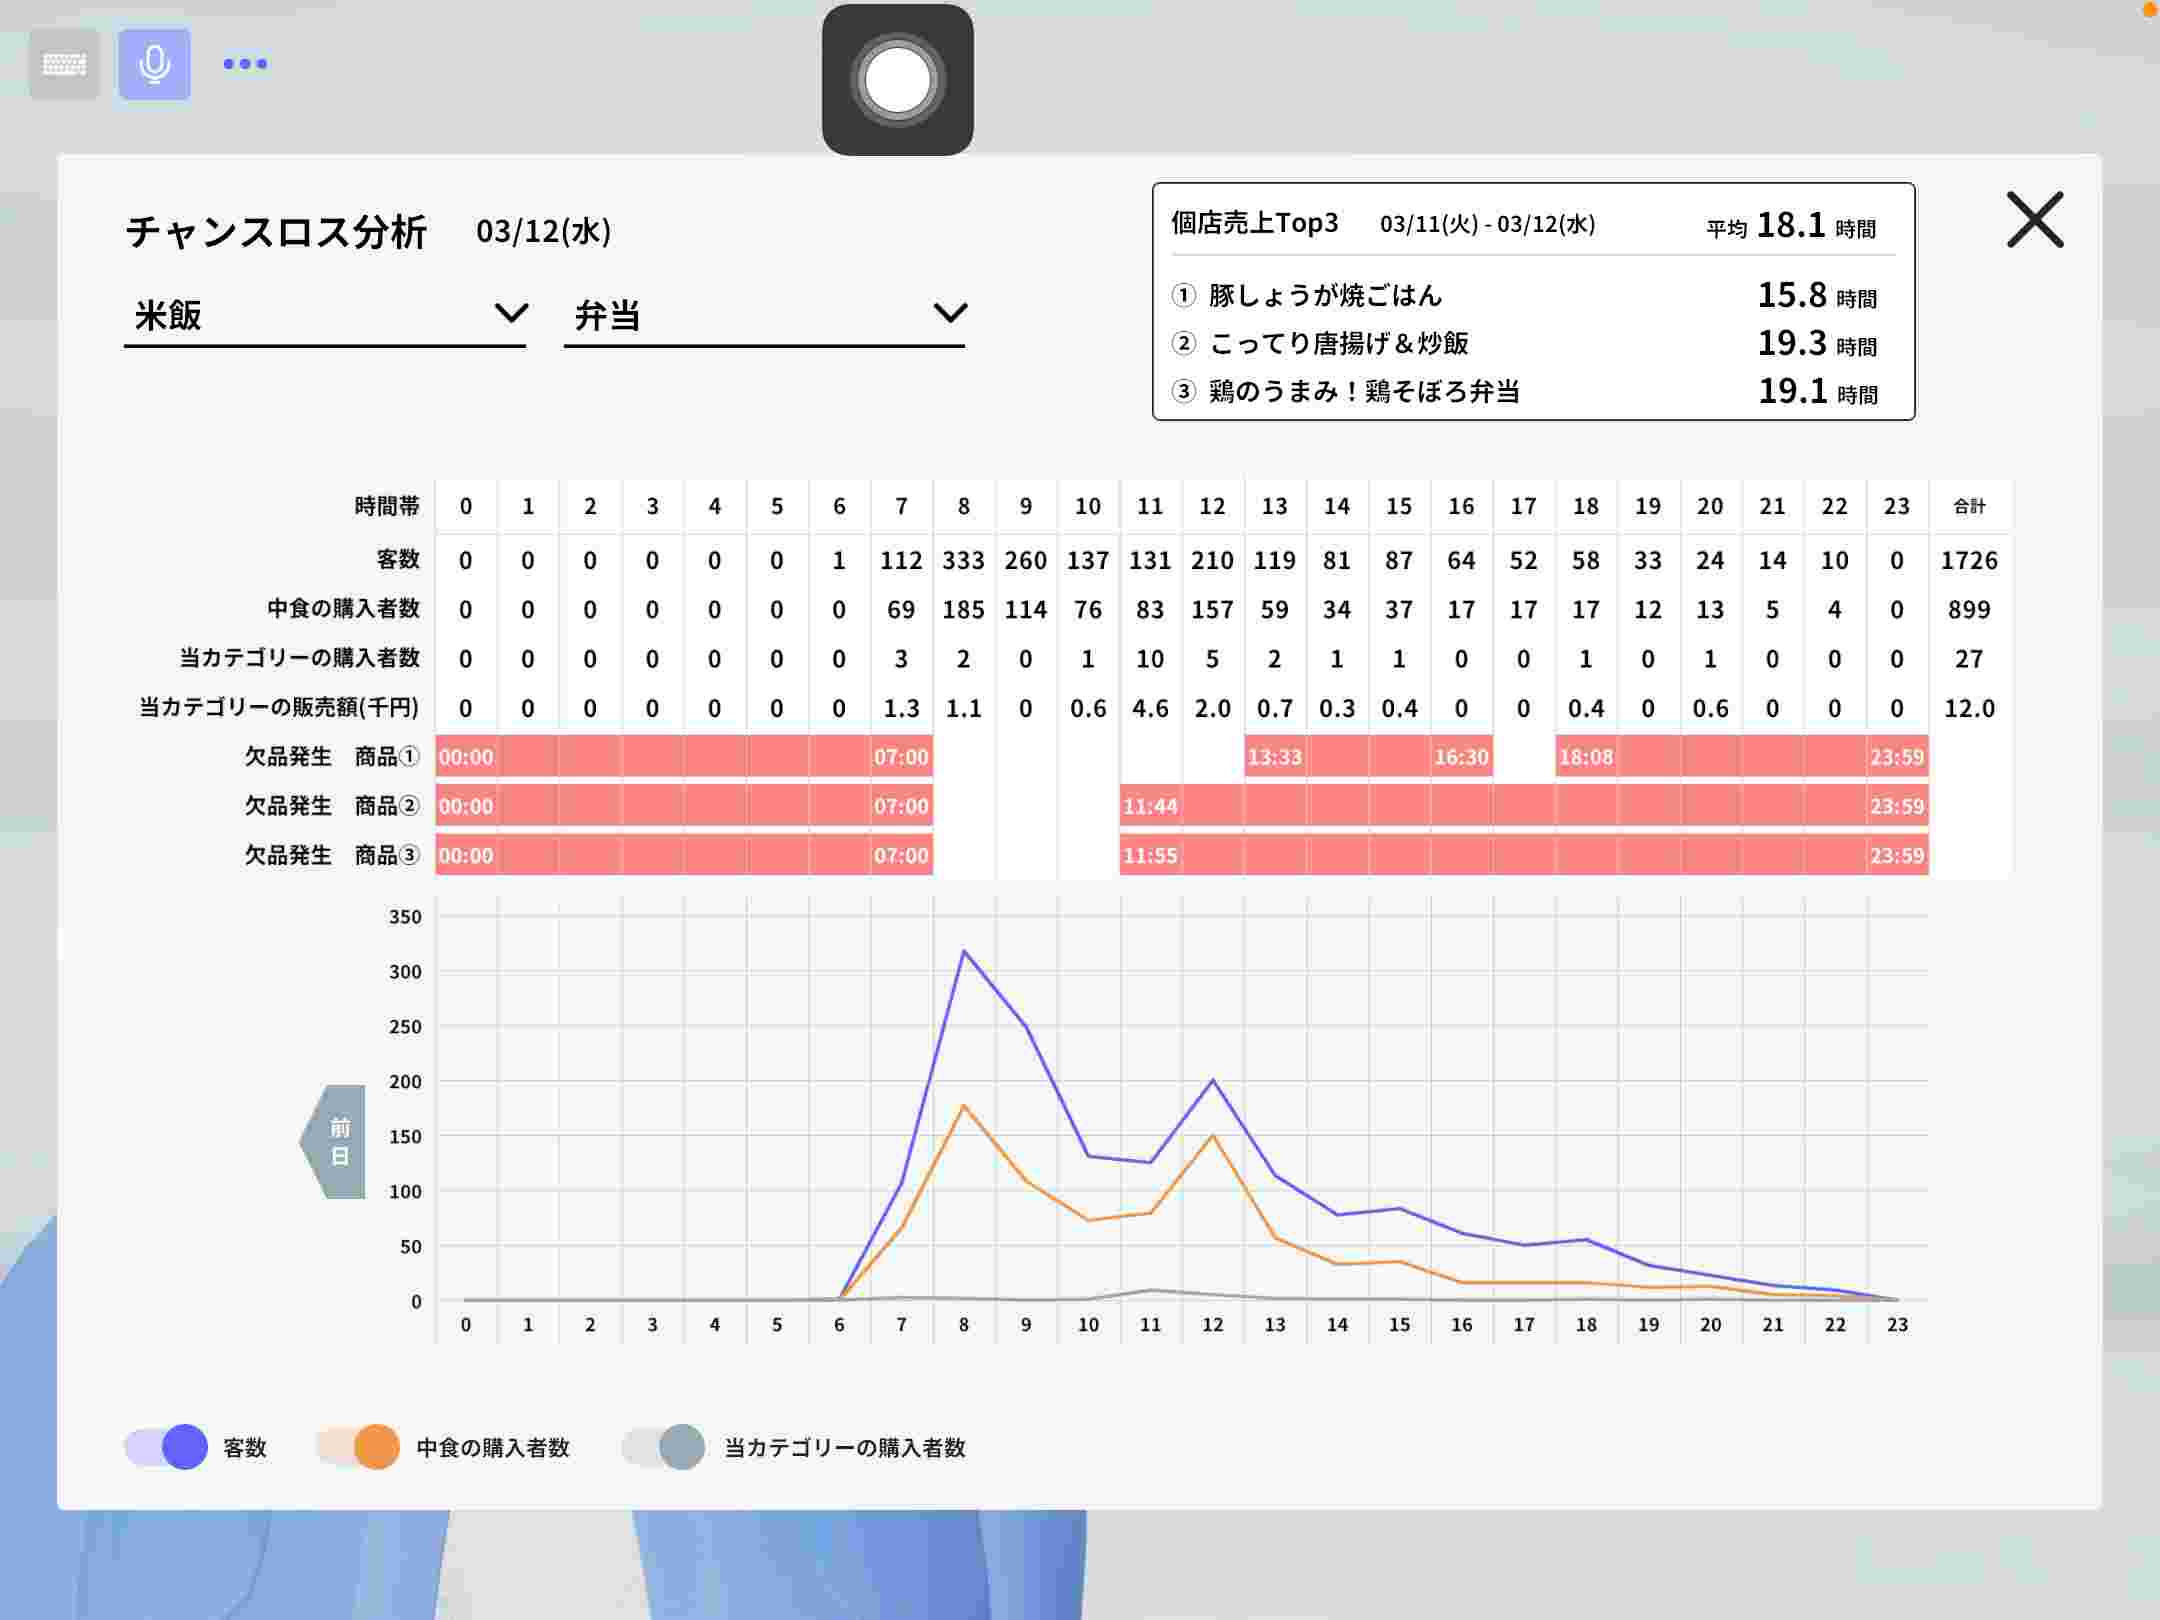 チャンスロス分析 03/12(水)
米飯 弁当
個店売上Top3 03/11(火) - 03/12(水) 平均 18.1 時間
① 豚しょうが焼ごはん 15.8 時間
② こってり唐揚げ＆炒飯 19.3 時間
③ 鶏のうまみ！鶏そぼろ弁当 19.1 時間
時間帯 0 1 2 3 4 5 6 7 8 9 10 11 12 13 14 15 16 17 18 19 20 21 22 23 合計
客数 0 0 0 0 0 0 1 112 333 260 137 131 210 119 81 87 64 52 58 33 24 14 10 0 1726
中食の購入者数 0 0 0 0 0 0 0 69 185 114 76 83 157 59 34 37 17 17 17 12 13 5 4 0 899
当カテゴリーの購入者数 0 0 0 0 0 0 0 3 2 0 1 10 5 2 1 1 0 0 1 0 1 0 0 0 27
当カテゴリーの販売額(千円) 0 0 0 0 0 0 0 1.3 1.1 0 0.6 4.6 2.0 0.7 0.3 0.4 0 0 0.4 0 0.6 0 0 0 12.0
欠品発生 商品① 00:00 07:00 13:33 16:30 18:08 23:59
欠品発生 商品② 00:00 07:00 11:44 23:59
欠品発生 商品③ 00:00 07:00 11:55 23:59
350
300
250
200
150
100
50
0
前日
0 1 2 3 4 5 6 7 8 9 10 11 12 13 14 15 16 17 18 19 20 21 22 23
客数 中食の購入者数 当カテゴリーの購入者数